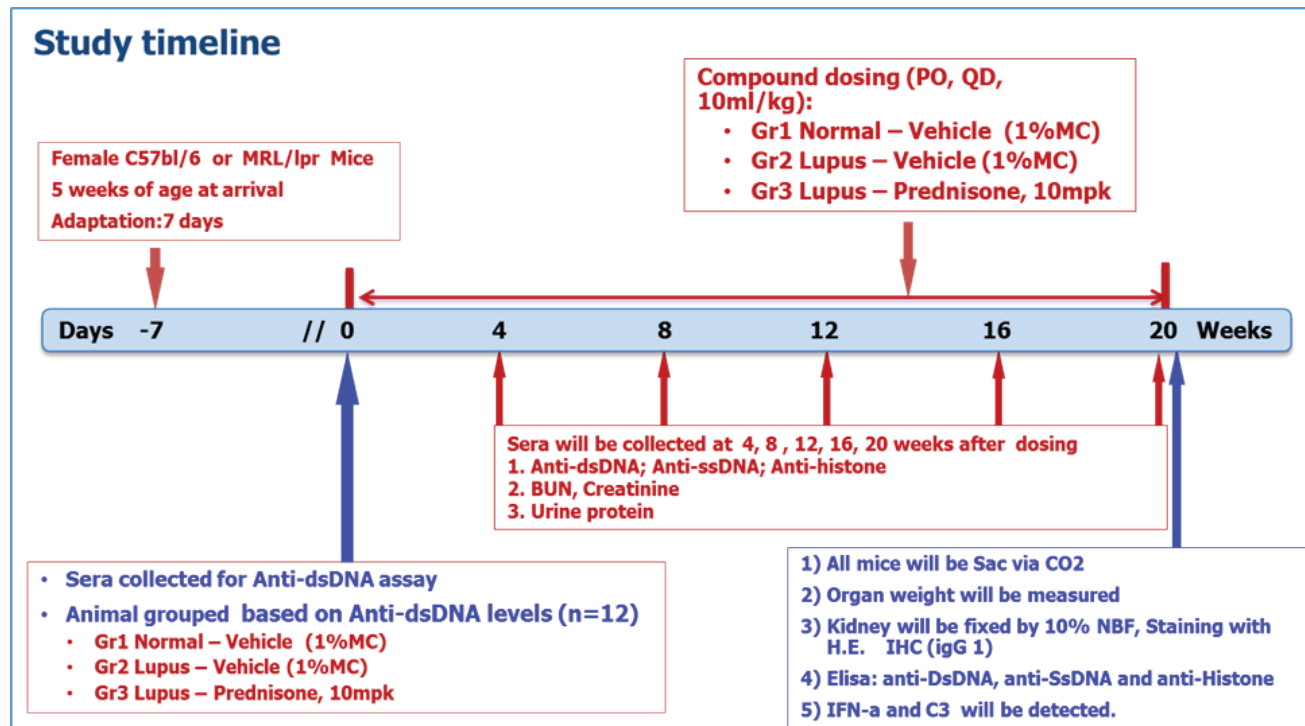 Study timeline
Female C57bl/6 or MRL/lpr Mice
5 weeks of age at arrival
Adaptation:7 days
Compound dosing (PO, QD,
10ml/kg):
• Gr1 Normal – Vehicle (1%MC)
• Gr2 Lupus – Vehicle (1%MC)
• Gr3 Lupus – Prednisone, 10mpk
Days -7 // 0 4 8 12 16 20 Weeks
Sera will be collected at 4, 8 , 12, 16, 20 weeks after dosing
1. Anti-dsDNA; Anti-ssDNA; Anti-histone
2. BUN, Creatinine
3. Urine protein
• Sera collected for Anti-dsDNA assay
• Animal grouped based on Anti-dsDNA levels (n=12)
• Gr1 Normal – Vehicle (1%MC)
• Gr2 Lupus – Vehicle (1%MC)
• Gr3 Lupus – Prednisone, 10mpk
1) All mice will be Sac via CO2
2) Organ weight will be measured
3) Kidney will be fixed by 10% NBF, Staining with
H.E. IHC (igG 1)
4) Elisa: anti-DsDNA, anti-SsDNA and anti-Histone
5) IFN-a and C3 will be detected.